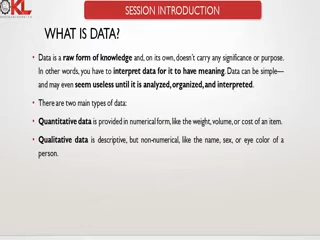 KL
SESSION INTRODUCTION
WHAT IS DATA?
• Data is a raw form of knowledge and, on its own, doesn't carry any significance or purpose.
In other words, you have to interpret data for it to have meaning. Data can be simple—
and may even seem useless until it is analyzed, organized, and interpreted.
• There are two main types of data:
• Quantitative data is provided in numerical form, like the weight, volume, or cost of an item.
• Qualitative data is descriptive, but non-numerical, like the name, sex, or eye color of a
person.